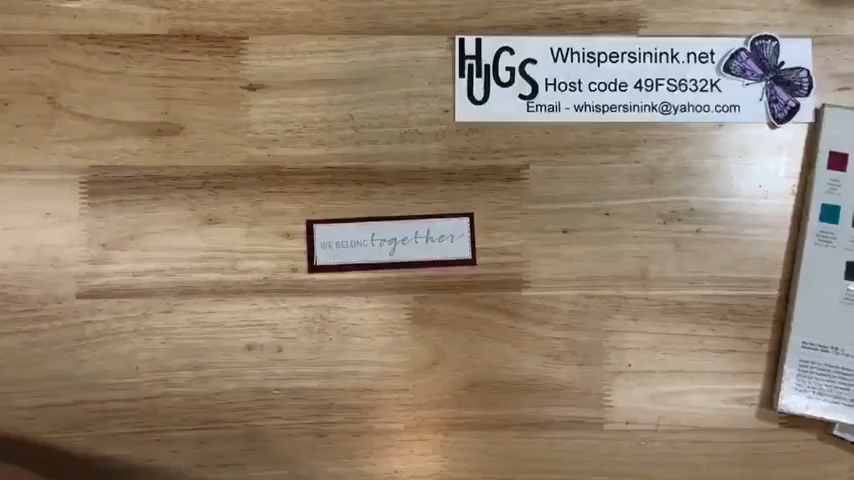 HUGS
Whispersinink.net
Host code 49FS632K
Email - whispersinink@yahoo.com
WE BELONG together